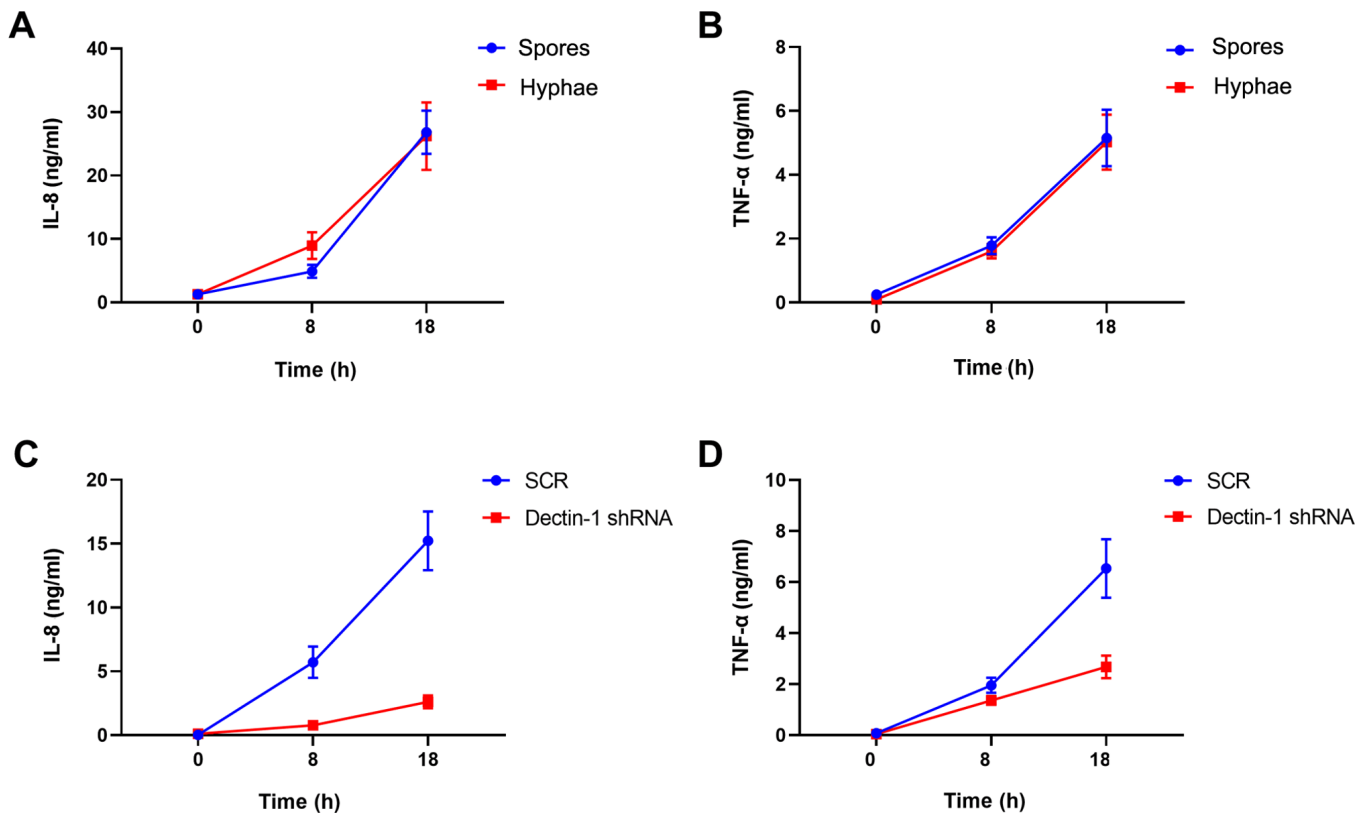 A
IL-8 (ng/ml)
40
30
20
10
0
0 8 18
Time (h)
Spores
Hyphae
B
TNF-α (ng/ml)
8
6
4
2
0
0 8 18
Time (h)
Spores
Hyphae
C
IL-8 (ng/ml)
20
15
10
5
0
0 8 18
Time (h)
SCR
Dectin-1 shRNA
D
TNF-α (ng/ml)
10
8
6
4
2
0
0 8 18
Time (h)
SCR
Dectin-1 shRNA